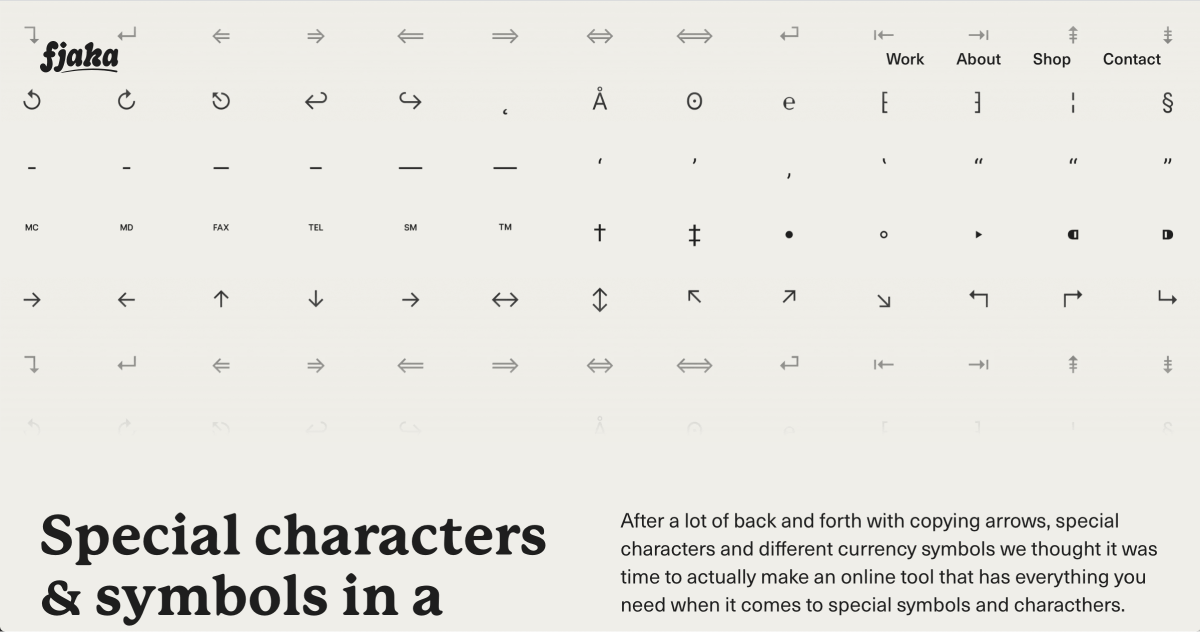 ↴ ↵ ⇐ ⇒ ⟸ ⟹ ⇔ ⟺ ⏎ ⇤ ⇥ ⇞ ⇟
fjaka
Work About Shop Contact
↺ ↻ ⎋ ↩ ↪ ˛ Å ʘ ℮ ⁅ ⁆ ¦ §
‐ ‑ ‒ – — ― ‘ ’ ‚ ‛ “ “ ”
MC MD FAX TEL SM TM † ‡ • ◦ ‣ ⁌ ⁍
→ ← ↑ ↓ → ↔ ↕ ↖ ↗ ↘ ↰ ↱ ↳
↴ ↵ ⇐ ⇒ ⟸ ⟹ ⇔ ⟺ ⏎ ⇤ ⇥ ⇞ ⇟
Special characters
& symbols in a
After a lot of back and forth with copying arrows, special
characters and different currency symbols we thought it was
time to actually make an online tool that has everything you
need when it comes to special symbols and characthers.